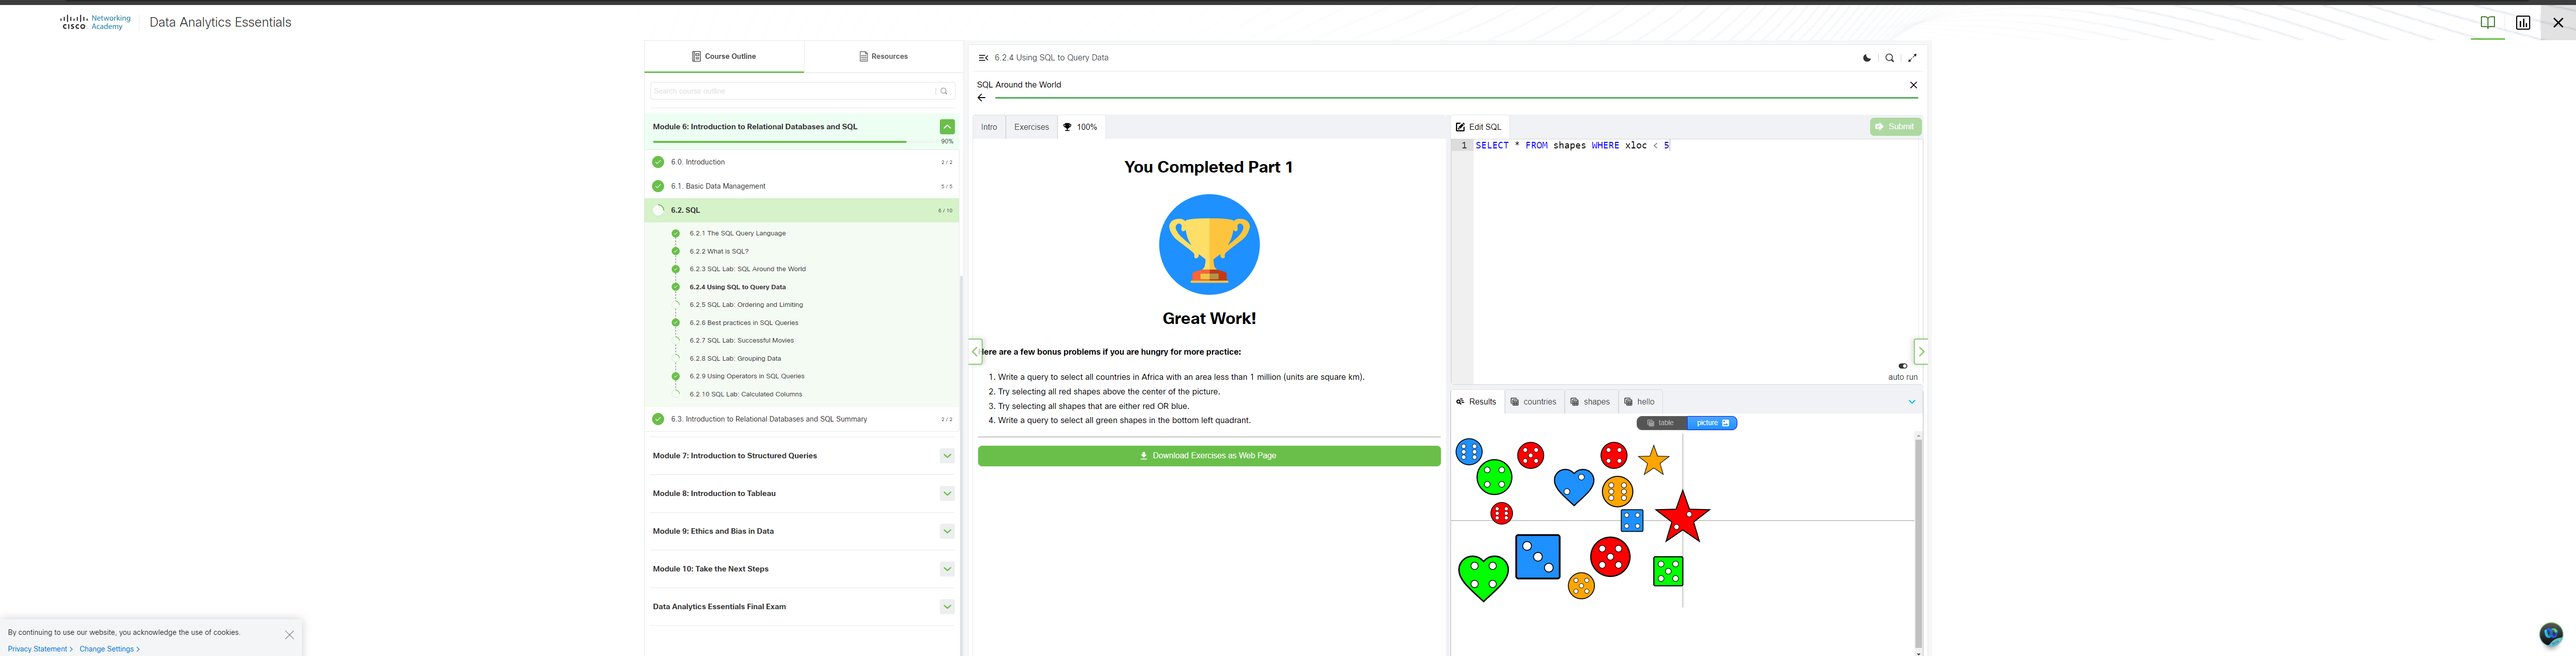 CISCO Networking Academy
Data Analytics Essentials
Course Outline
Resources
Search course outline
Module 6: Introduction to Relational Databases and SQL
90%
6.0. Introduction 2 / 2
6.1. Basic Data Management 5 / 5
6.2. SQL 6 / 10
6.2.1 The SQL Query Language
6.2.2 What is SQL?
6.2.3 SQL Lab: SQL Around the World
6.2.4 Using SQL to Query Data
6.2.5 SQL Lab: Ordering and Limiting
6.2.6 Best practices in SQL Queries
6.2.7 SQL Lab: Successful Movies
6.2.8 SQL Lab: Grouping Data
6.2.9 Using Operators in SQL Queries
6.2.10 SQL Lab: Calculated Columns
6.3. Introduction to Relational Databases and SQL Summary 2 / 2
Module 7: Introduction to Structured Queries
Module 8: Introduction to Tableau
Module 9: Ethics and Bias in Data
Module 10: Take the Next Steps
Data Analytics Essentials Final Exam
By continuing to use our website, you acknowledge the use of cookies.
Privacy Statement > Change Settings >
6.2.4 Using SQL to Query Data
SQL Around the World
Intro Exercises 100%
You Completed Part 1
Great Work!
Here are a few bonus problems if you are hungry for more practice:
1. Write a query to select all countries in Africa with an area less than 1 million (units are square km).
2. Try selecting all red shapes above the center of the picture.
3. Try selecting all shapes that are either red OR blue.
4. Write a query to select all green shapes in the bottom left quadrant.
Download Exercises as Web Page
Edit SQL
Submit
1 SELECT * FROM shapes WHERE xloc < 5
auto run
Results countries shapes hello
table picture